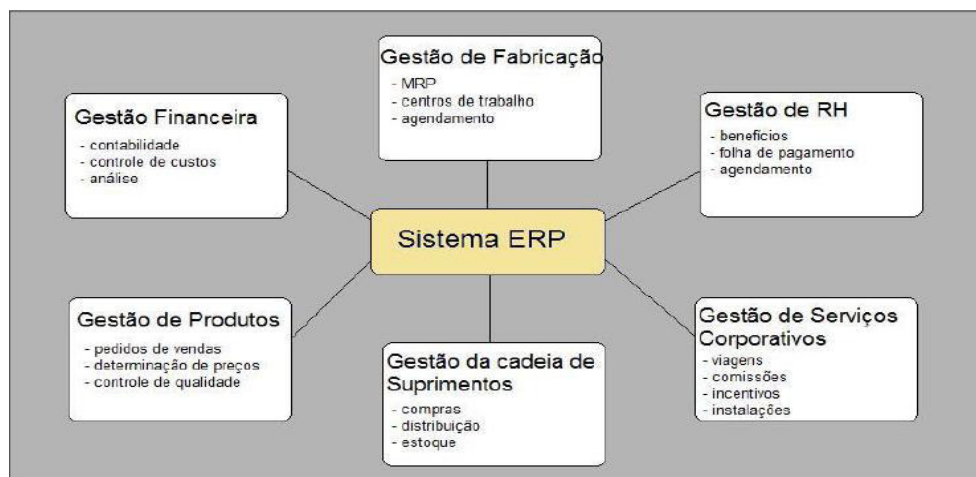 Gestão de Fabricação
- MRP
- centros de trabalho
- agendamento
Gestão Financeira
- contabilidade
- controle de custos
- análise
Gestão de RH
- benefícios
- folha de pagamento
- agendamento
Sistema ERP
Gestão de Produtos
- pedidos de vendas
- determinação de preços
- controle de qualidade
Gestão da cadeia de
Suprimentos
- compras
- distribuição
- estoque
Gestão de Serviços
Corporativos
- viagens
- comissões
- incentivos
- instalações